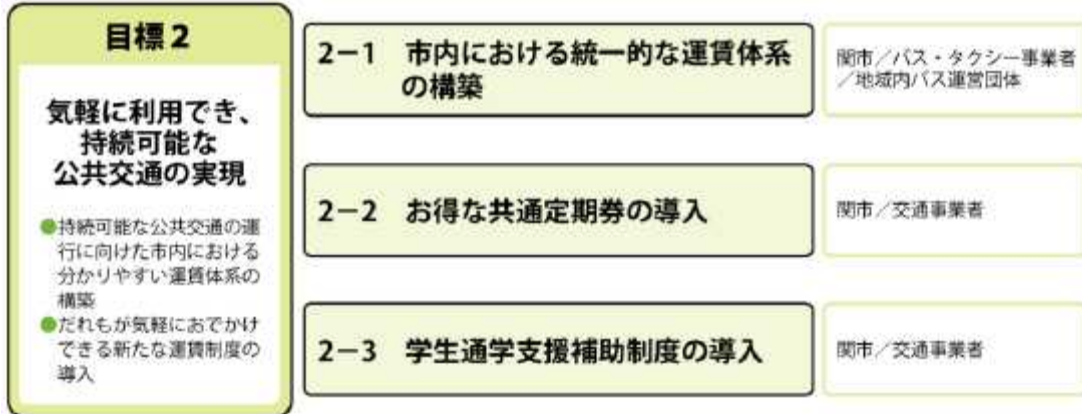 目標2
気軽に利用でき、
持続可能な
公共交通の実現
●持続可能な公共交通の運
行に向けた市内における
分かりやすい運賃体系の
構築
●だれもが気軽におでかけ
できる新たな運賃制度の
導入
2－1 市内における統一的な運賃体系
の構築
関市／バス・タクシー事業者
／地域内バス運営団体
2－2 お得な共通定期券の導入
関市／交通事業者
2－3 学生通学支援補助制度の導入
関市／交通事業者